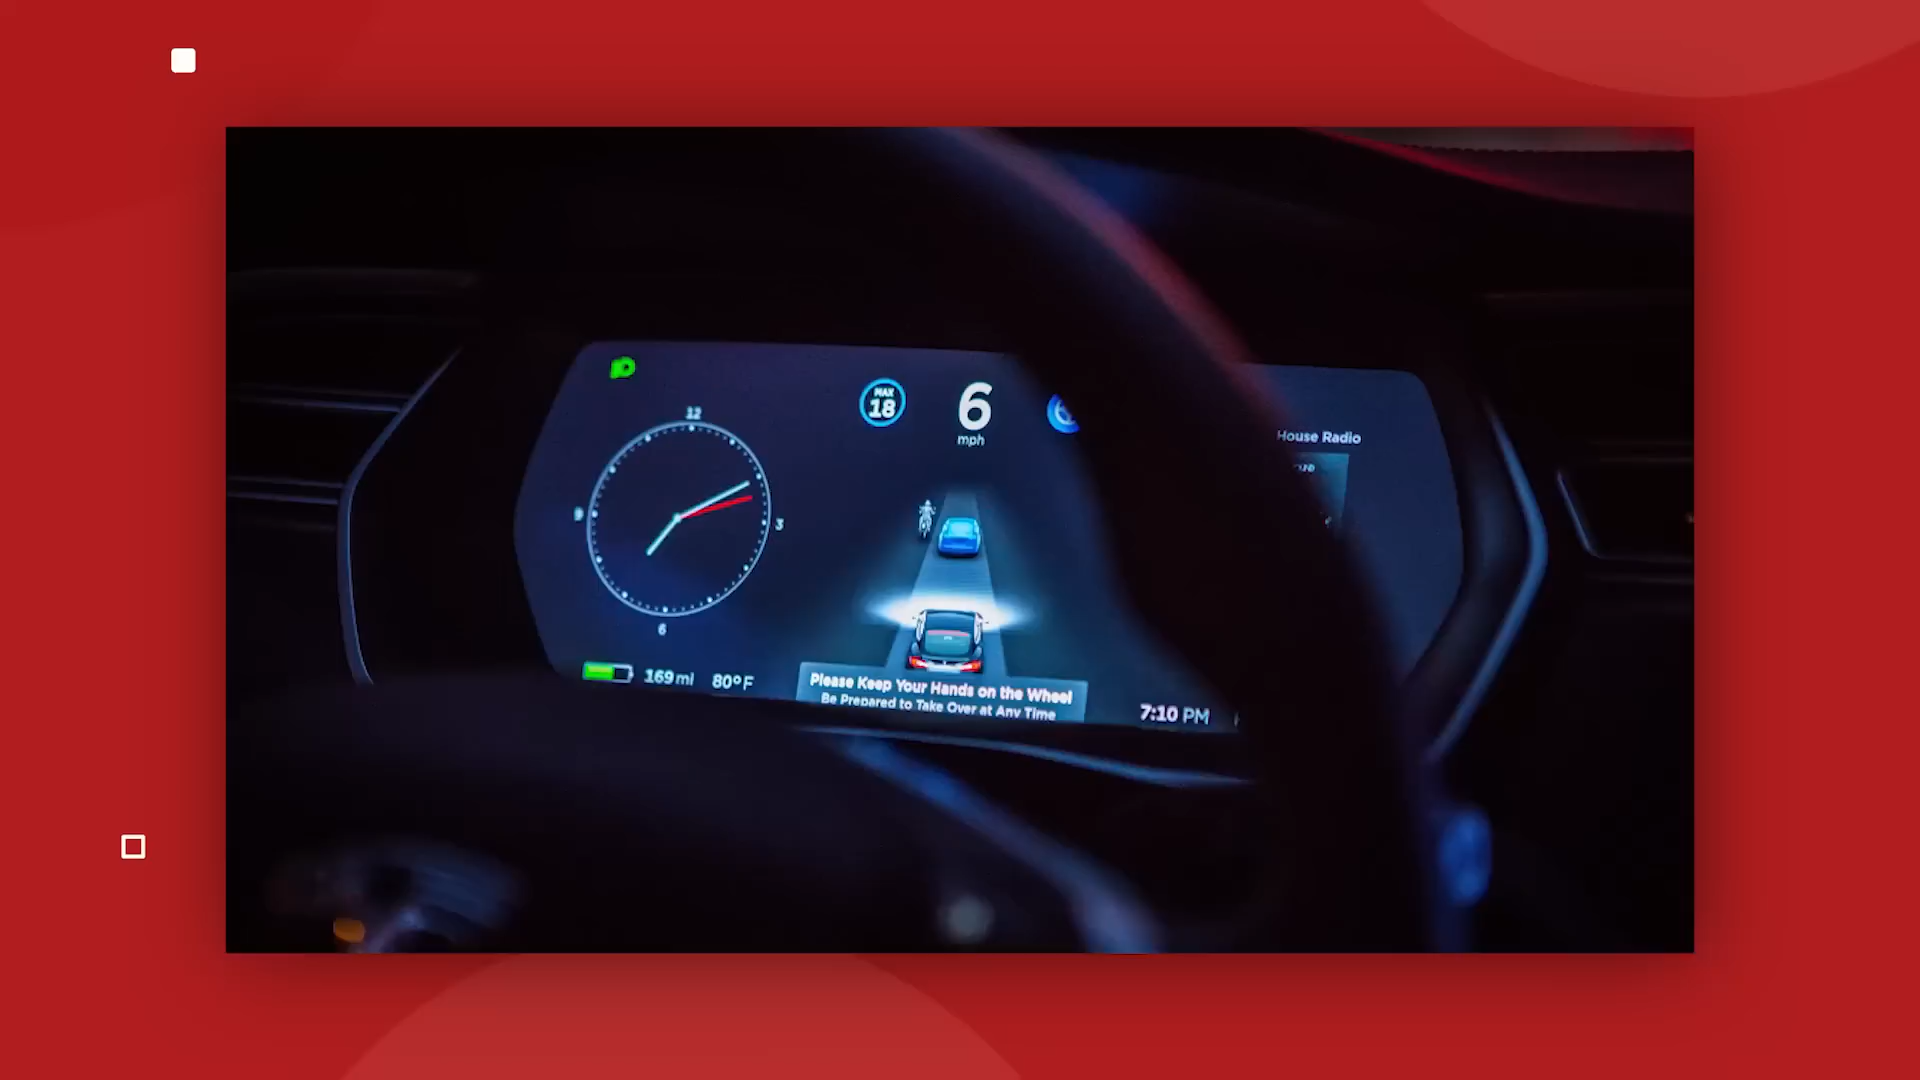 12
9
3
6
MAX
18
6
mph
House Radio
169 mi
80°F
Please Keep Your Hands on the Wheel
Be Prepared to Take Over at Any Time
7:10 PM